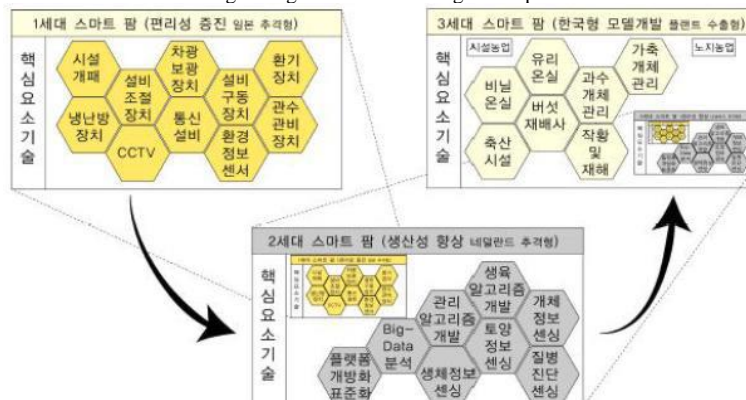 1세대 스마트 팜 (편리성 증진 일본 추격형)
핵심요소기술
시설
개폐
차광
보광
장치
환기
장치
설비
조절
장치
설비
구동
장치
냉난방
장치
통신
설비
관수
관비
장치
CCTV
환경
정보
센서
3세대 스마트 팜 (한국형 모델개발 플랜트 수출형)
핵심요소기술
시설농업
노지농업
유리
온실
가축
개체
관리
비닐
온실
과수
개체
관리
버섯
재배사
축산
시설
작황
및
재해
2세대 스마트 팜 (생산성 향상 네덜란드 추격형)
핵심요소기술
생육
알고리즘
개발
관리
알고리즘
개발
개체
정보
센싱
Big-
Data
분석
토양
정보
센싱
플랫폼
개방화
표준화
생체정보
센싱
질병
진단
센싱